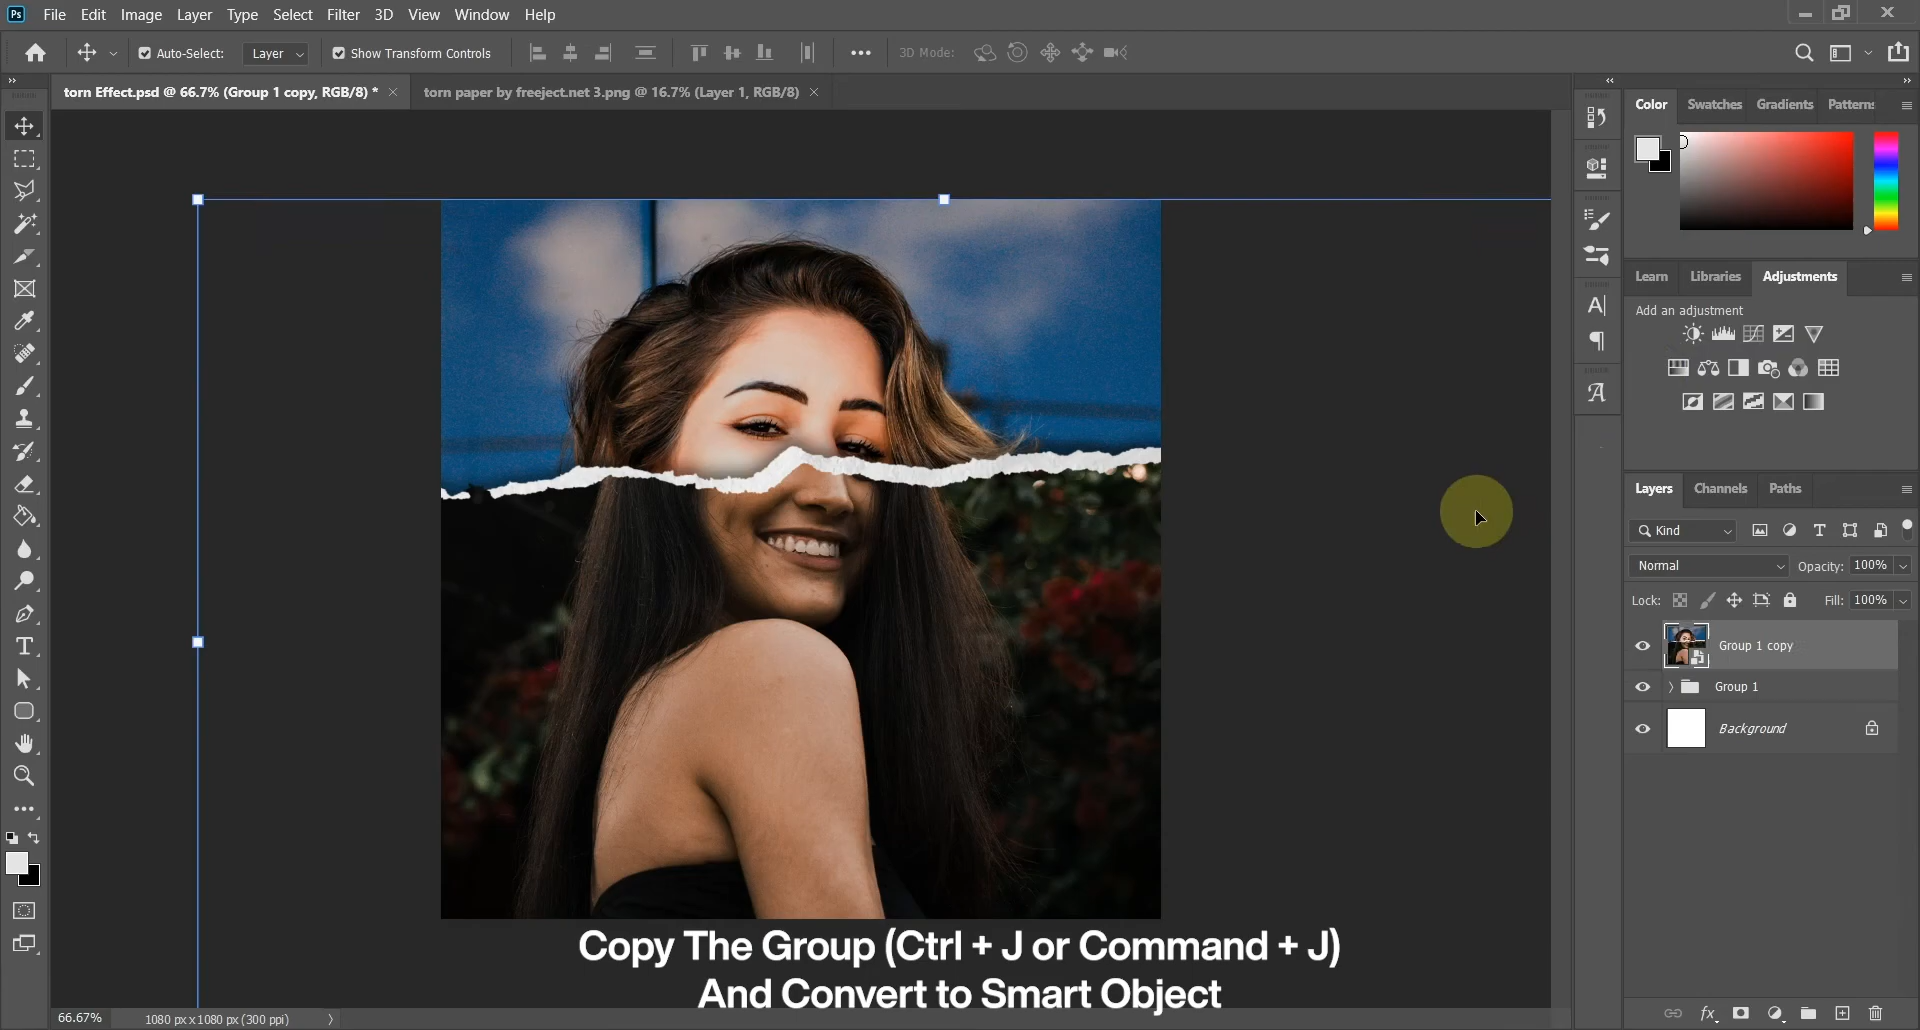 Ps File Edit Image Layer Type Select Filter 3D View Window Help
Auto-Select: Layer Show Transform Controls 3D Mode:
torn Effect.psd @ 66.7% (Group 1 copy, RGB/8) * torn paper by freeject.net 3.png @ 16.7% (Layer 1, RGB/8)
Color Swatches Gradients Patterns
Learn Libraries Adjustments
Add an adjustment
Layers Channels Paths
Kind
Normal Opacity: 100%
Lock: Fill: 100%
Group 1 copy
Group 1
Background
Copy The Group (Ctrl + J or Command + J)
And Convert to Smart Object
66.67% 1080 px x 1080 px (300 ppi)